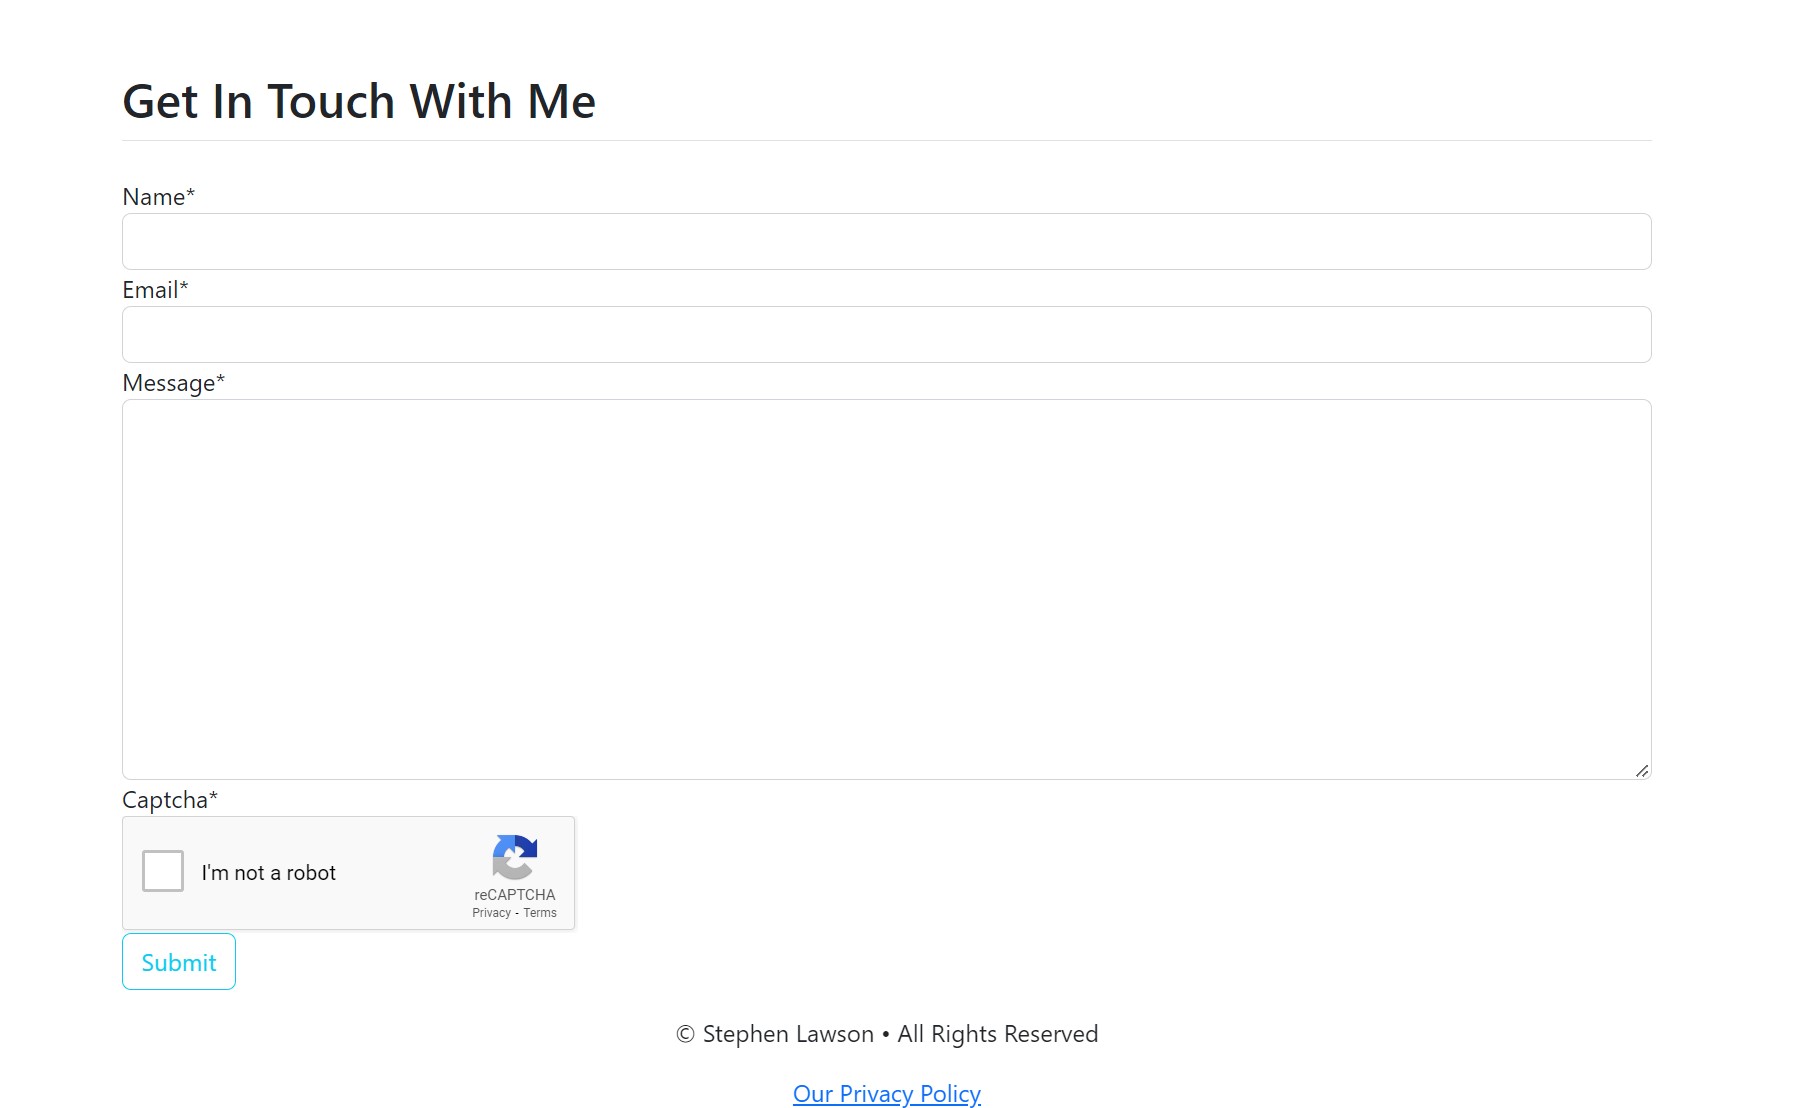 Get In Touch With Me
Name*
Email*
Message*
Captcha*
I'm not a robot
reCAPTCHA
Privacy - Terms
Submit
© Stephen Lawson • All Rights Reserved
Our Privacy Policy